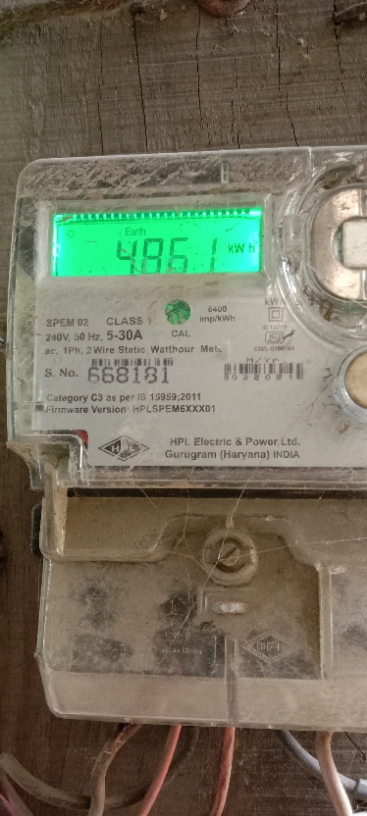 Earth
4861 kWh
SPEM 02 CLASS 1 6400 imp/kWh
240V, 50 Hz, 5-30A CAL
ac, 1Ph, 2 Wire Static Watthour
S. No. 668181
Category C3 as per IS 15959:2011
Firmware Version: HPLSPEM6XXX01
HPL
HPL Electric & Power Ltd.
Gurugram (Haryana) INDIA